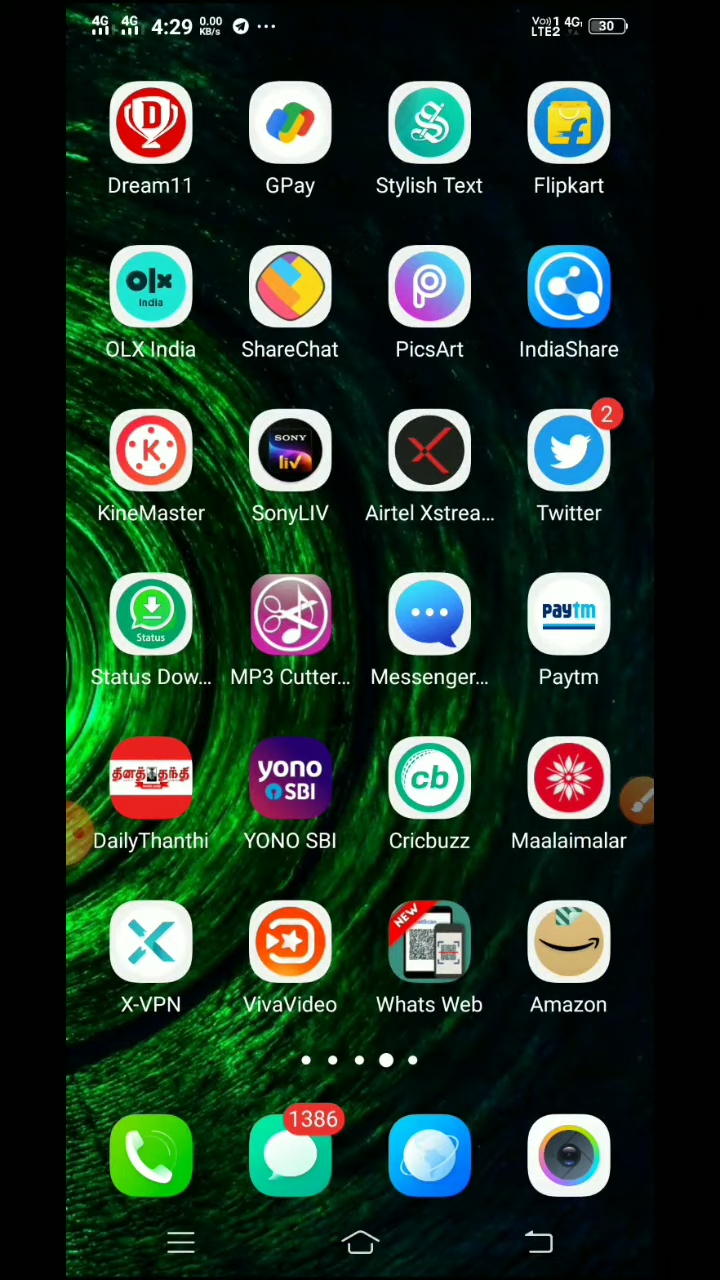 4G 4G 4:29 0.00 KB/s ... Vo)) 1 LTE2 4G 30
D
S
f
Dream11 GPay Stylish Text Flipkart
olx
India
OLX India ShareChat PicsArt IndiaShare
2
K
SONY
liv
KineMaster SonyLIV Airtel Xstrea... Twitter
Status
paytm
Status Dow... MP3 Cutter... Messenger... Paytm
தினத்தந்தி
yono
SBI
cb
DailyThanthi YONO SBI Cricbuzz Maalaimalar
NEW
X-VPN VivaVideo Whats Web Amazon
1386